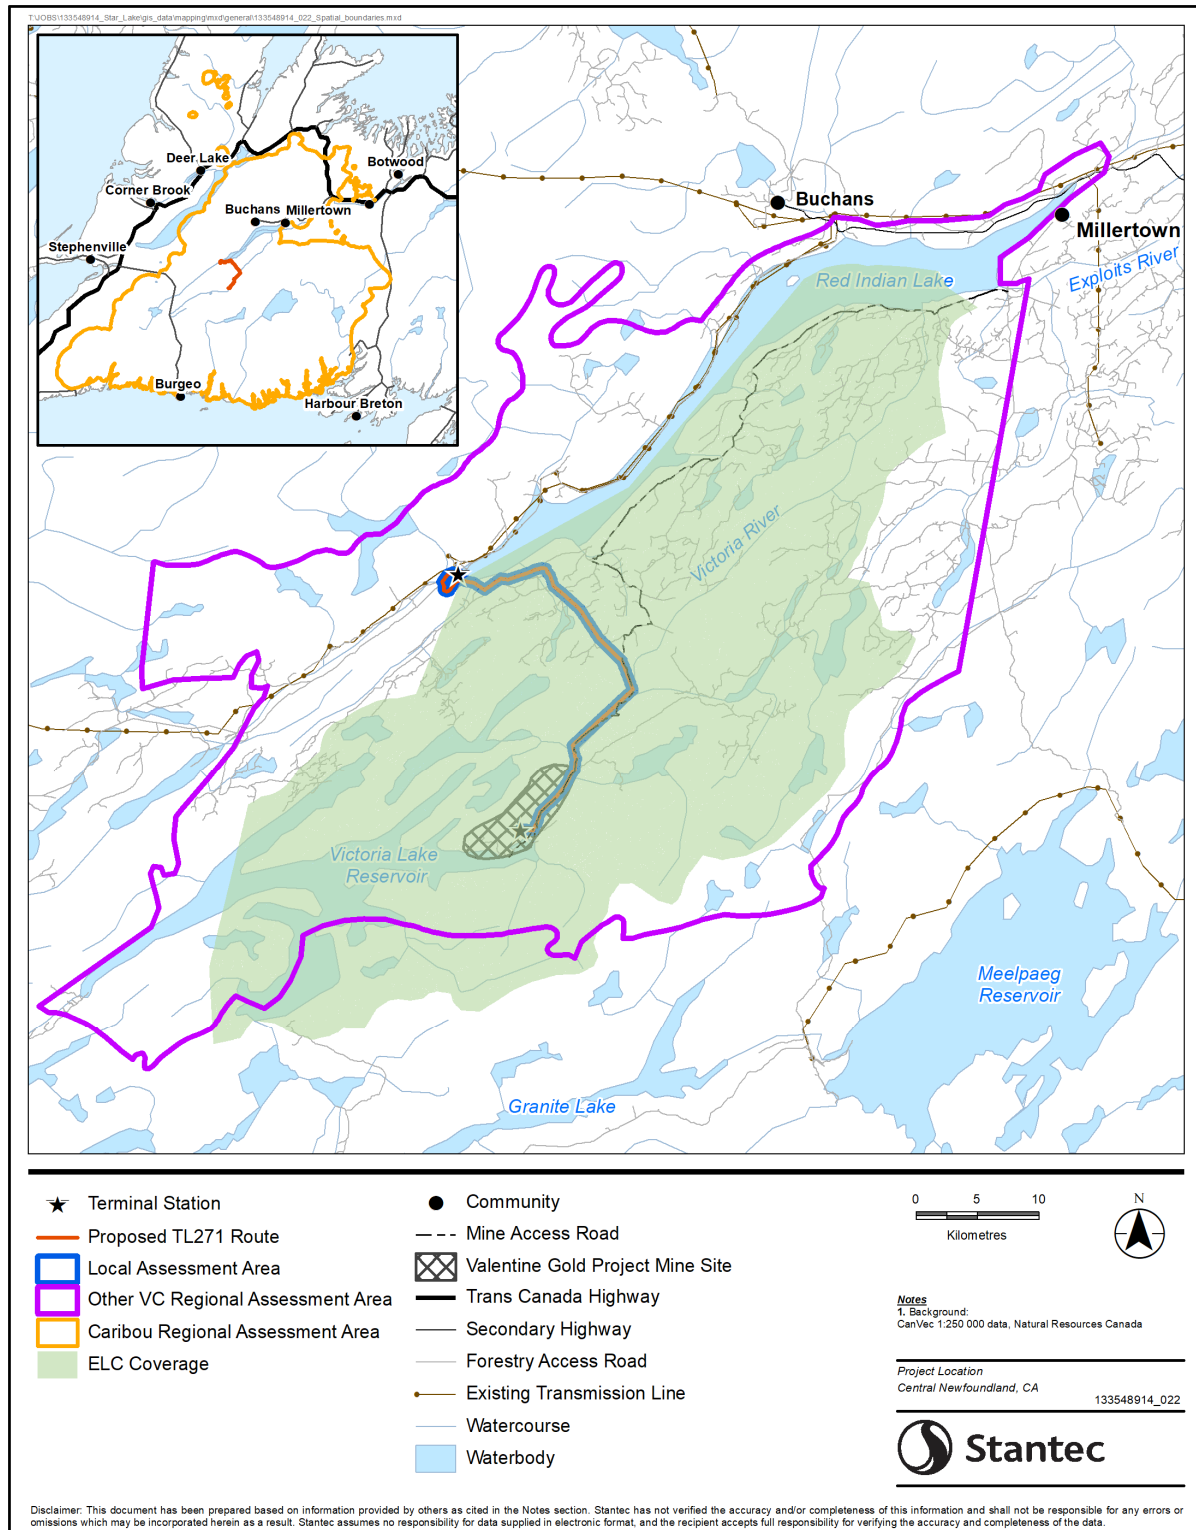 T:\JOBS\133548914_Star_Lake\gis_data\mapping\mxd\general\133548914_022_Spatial_boundaries.mxd
Deer Lake
Botwood
Corner Brook
Buchans
Millertown
Stephenville
Burgeo
Harbour Breton
Buchans
Millertown
Exploits River
Red Indian Lake
Victoria River
Victoria Lake
Reservoir
Meelpaeg
Reservoir
Granite Lake
Terminal Station
Proposed TL271 Route
Local Assessment Area
Other VC Regional Assessment Area
Caribou Regional Assessment Area
ELC Coverage
Community
Mine Access Road
Valentine Gold Project Mine Site
Trans Canada Highway
Secondary Highway
Forestry Access Road
Existing Transmission Line
Watercourse
Waterbody
0 5 10
Kilometres
N
Notes
1. Background:
CanVec 1:250 000 data, Natural Resources Canada
Project Location
Central Newfoundland, CA
133548914_022
Stantec
Disclaimer: This document has been prepared based on information provided by others as cited in the Notes section. Stantec has not verified the accuracy and/or completeness of this information and shall not be responsible for any errors or
omissions which may be incorporated herein as a result. Stantec assumes no responsibility for data supplied in electronic format, and the recipient accepts full responsibility for verifying the accuracy and completeness of the data.